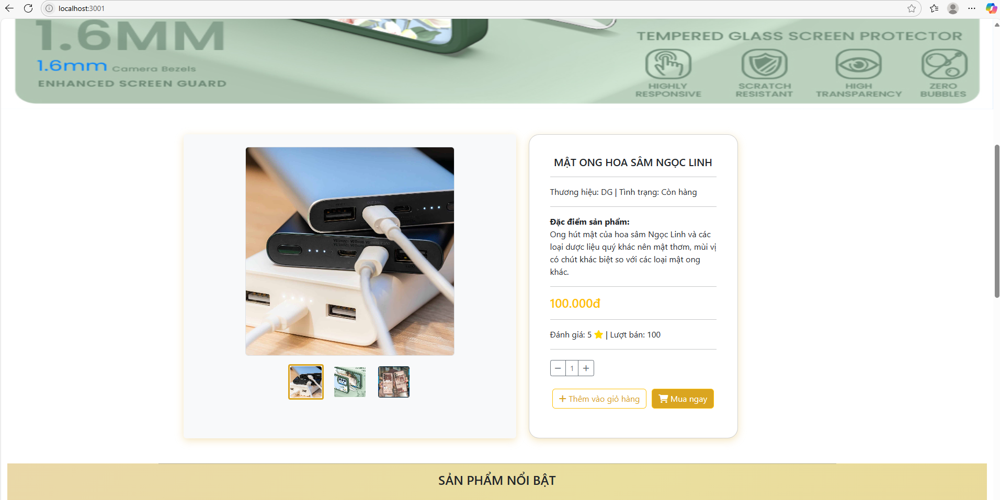 localhost:3001
1.6MM
1.6mm Camera Bezels
ENHANCED SCREEN GUARD
TEMPERED GLASS SCREEN PROTECTOR
HIGHLY
RESPONSIVE
SCRATCH
RESISTANT
HIGH
TRANSPARENCY
ZERO
BUBBLES
MẬT ONG HOA SÂM NGỌC LINH
Thương hiệu: DG | Tình trạng: Còn hàng
Đặc điểm sản phẩm:
Ong hút mật của hoa sâm Ngọc Linh và các
loại dược liệu quý khác nên mật thơm, mùi vị
có chút khác biệt so với các loại mật ong
khác.
100.000đ
Đánh giá: 5 | Lượt bán: 100
− 1 +
+ Thêm vào giỏ hàng
Mua ngay
SẢN PHẨM NỔI BẬT